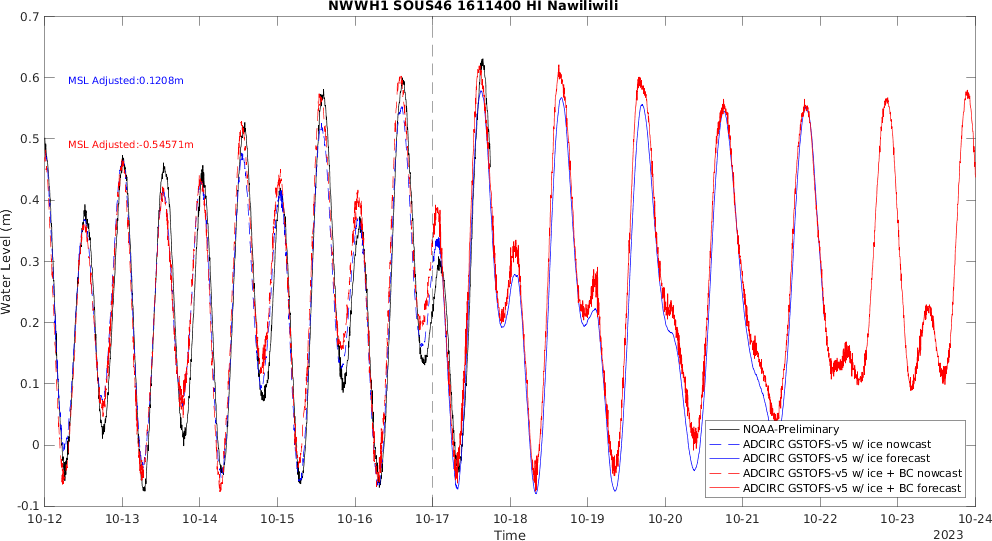 NWWH1 SOUS46 1611400 HI Nawiliwili
0.7
0.6
0.5
0.4
0.3
0.2
0.1
0
-0.1
Water Level (m)
MSL Adjusted:0.1208m
MSL Adjusted:-0.54571m
NOAA-Preliminary
ADCIRC GSTOFS-v5 w/ ice nowcast
ADCIRC GSTOFS-v5 w/ ice forecast
ADCIRC GSTOFS-v5 w/ ice + BC nowcast
ADCIRC GSTOFS-v5 w/ ice + BC forecast
10-12 10-13 10-14 10-15 10-16 10-17 10-18 10-19 10-20 10-21 10-22 10-23 10-24
Time
2023